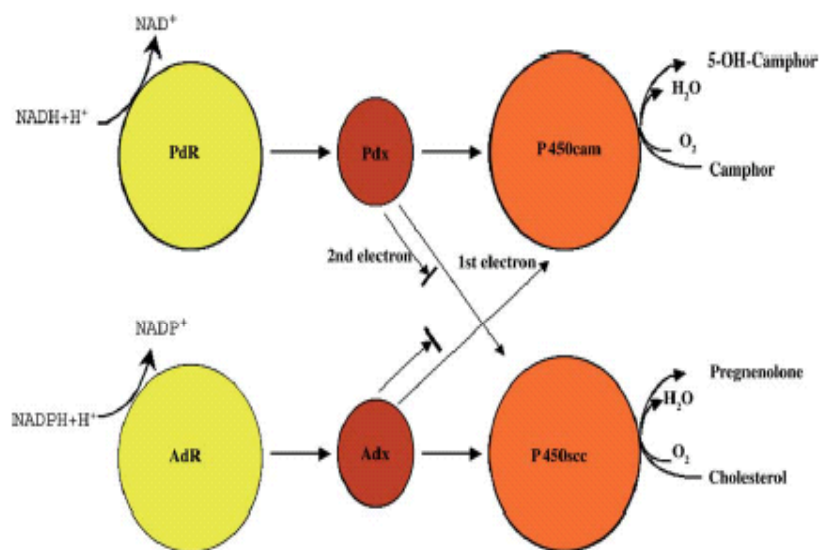 NAD⁺
5-OH-Camphor
H₂O
NADH+H⁺
PdR
Pdx
P450cam
O₂
Camphor
2nd electron
1st electron
NADP⁺
Pregnenolone
H₂O
NADPH+H⁺
AdR
Adx
P450scc
O₂
Cholesterol